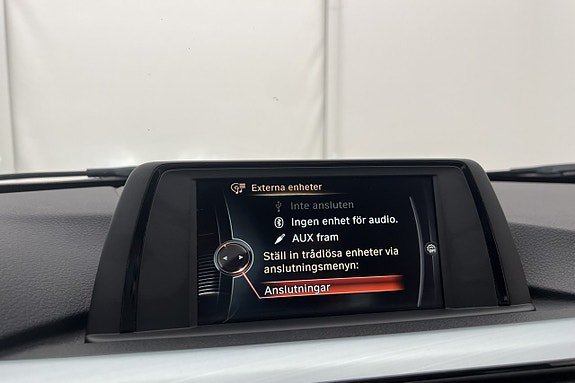 Externa enheter
Inte ansluten
Ingen enhet för audio.
AUX fram
Ställ in trådlösa enheter via
anslutningsmenyn:
Anslutningar